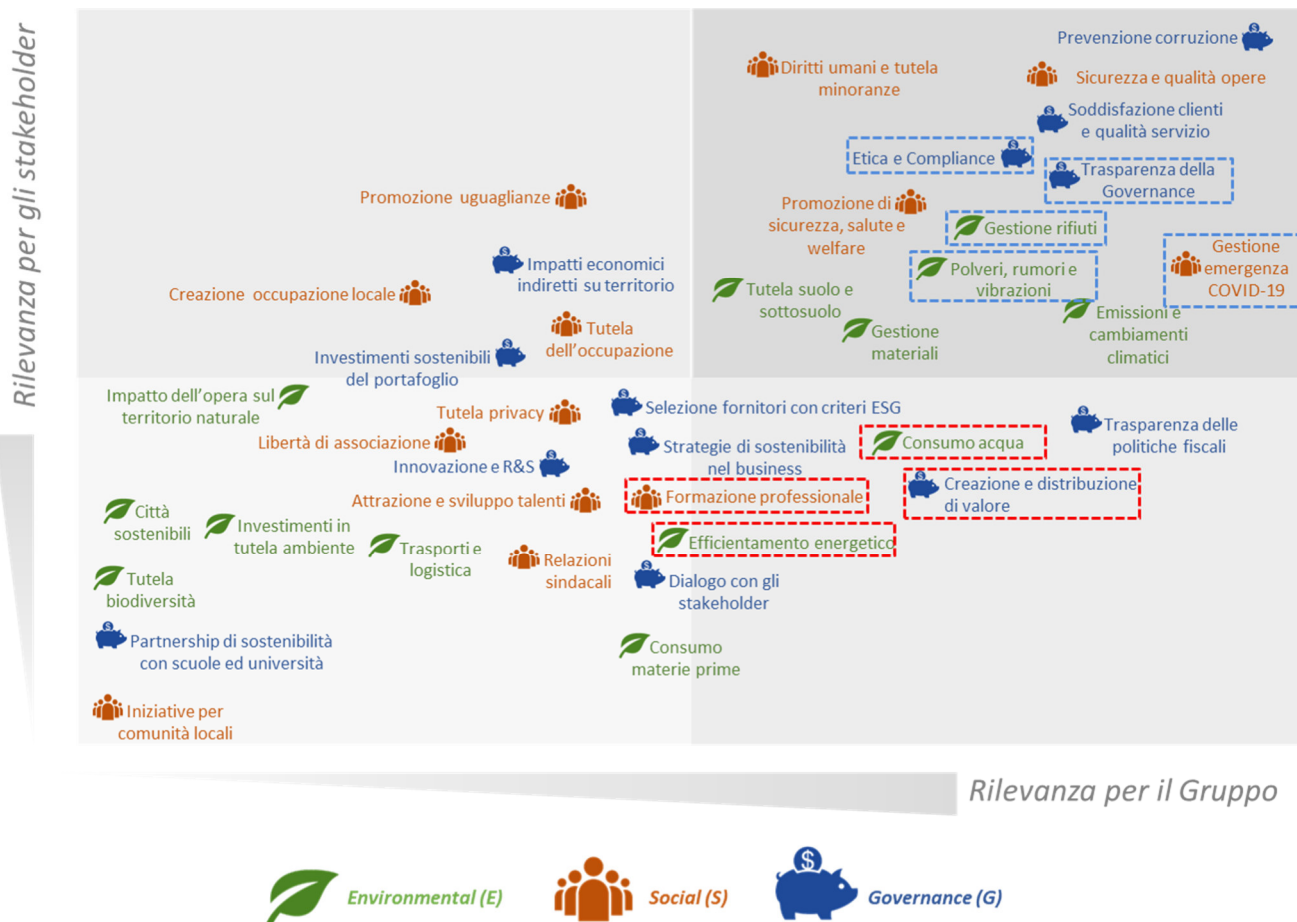 Rilevanza per gli stakeholder
Prevenzione corruzione
Diritti umani e tutela
minoranze
Sicurezza e qualità opere
Soddisfazione clienti
e qualità servizio
Etica e Compliance
Trasparenza della
Governance
Promozione uguaglianze
Promozione di
sicurezza, salute e
welfare
Gestione rifiuti
Gestione
emergenza
COVID-19
Impatti economici
indiretti su territorio
Polveri, rumori e
vibrazioni
Creazione occupazione locale
Tutela suolo e
sottosuolo
Emissioni e
cambiamenti
climatici
Tutela
dell'occupazione
Gestione
materiali
Investimenti sostenibili
del portafoglio
Impatto dell'opera sul
territorio naturale
Tutela privacy
Selezione fornitori con criteri ESG
Trasparenza delle
politiche fiscali
Libertà di associazione
Strategie di sostenibilità
nel business
Consumo acqua
Innovazione e R&S
Attrazione e sviluppo talenti
Formazione professionale
Creazione e distribuzione
di valore
Città
sostenibili
Investimenti in
tutela ambiente
Trasporti e
logistica
Efficientamento energetico
Relazioni
sindacali
Tutela
biodiversità
Dialogo con gli
stakeholder
Partnership di sostenibilità
con scuole ed università
Consumo
materie prime
Iniziative per
comunità locali
Rilevanza per il Gruppo
Environmental (E)
Social (S)
Governance (G)